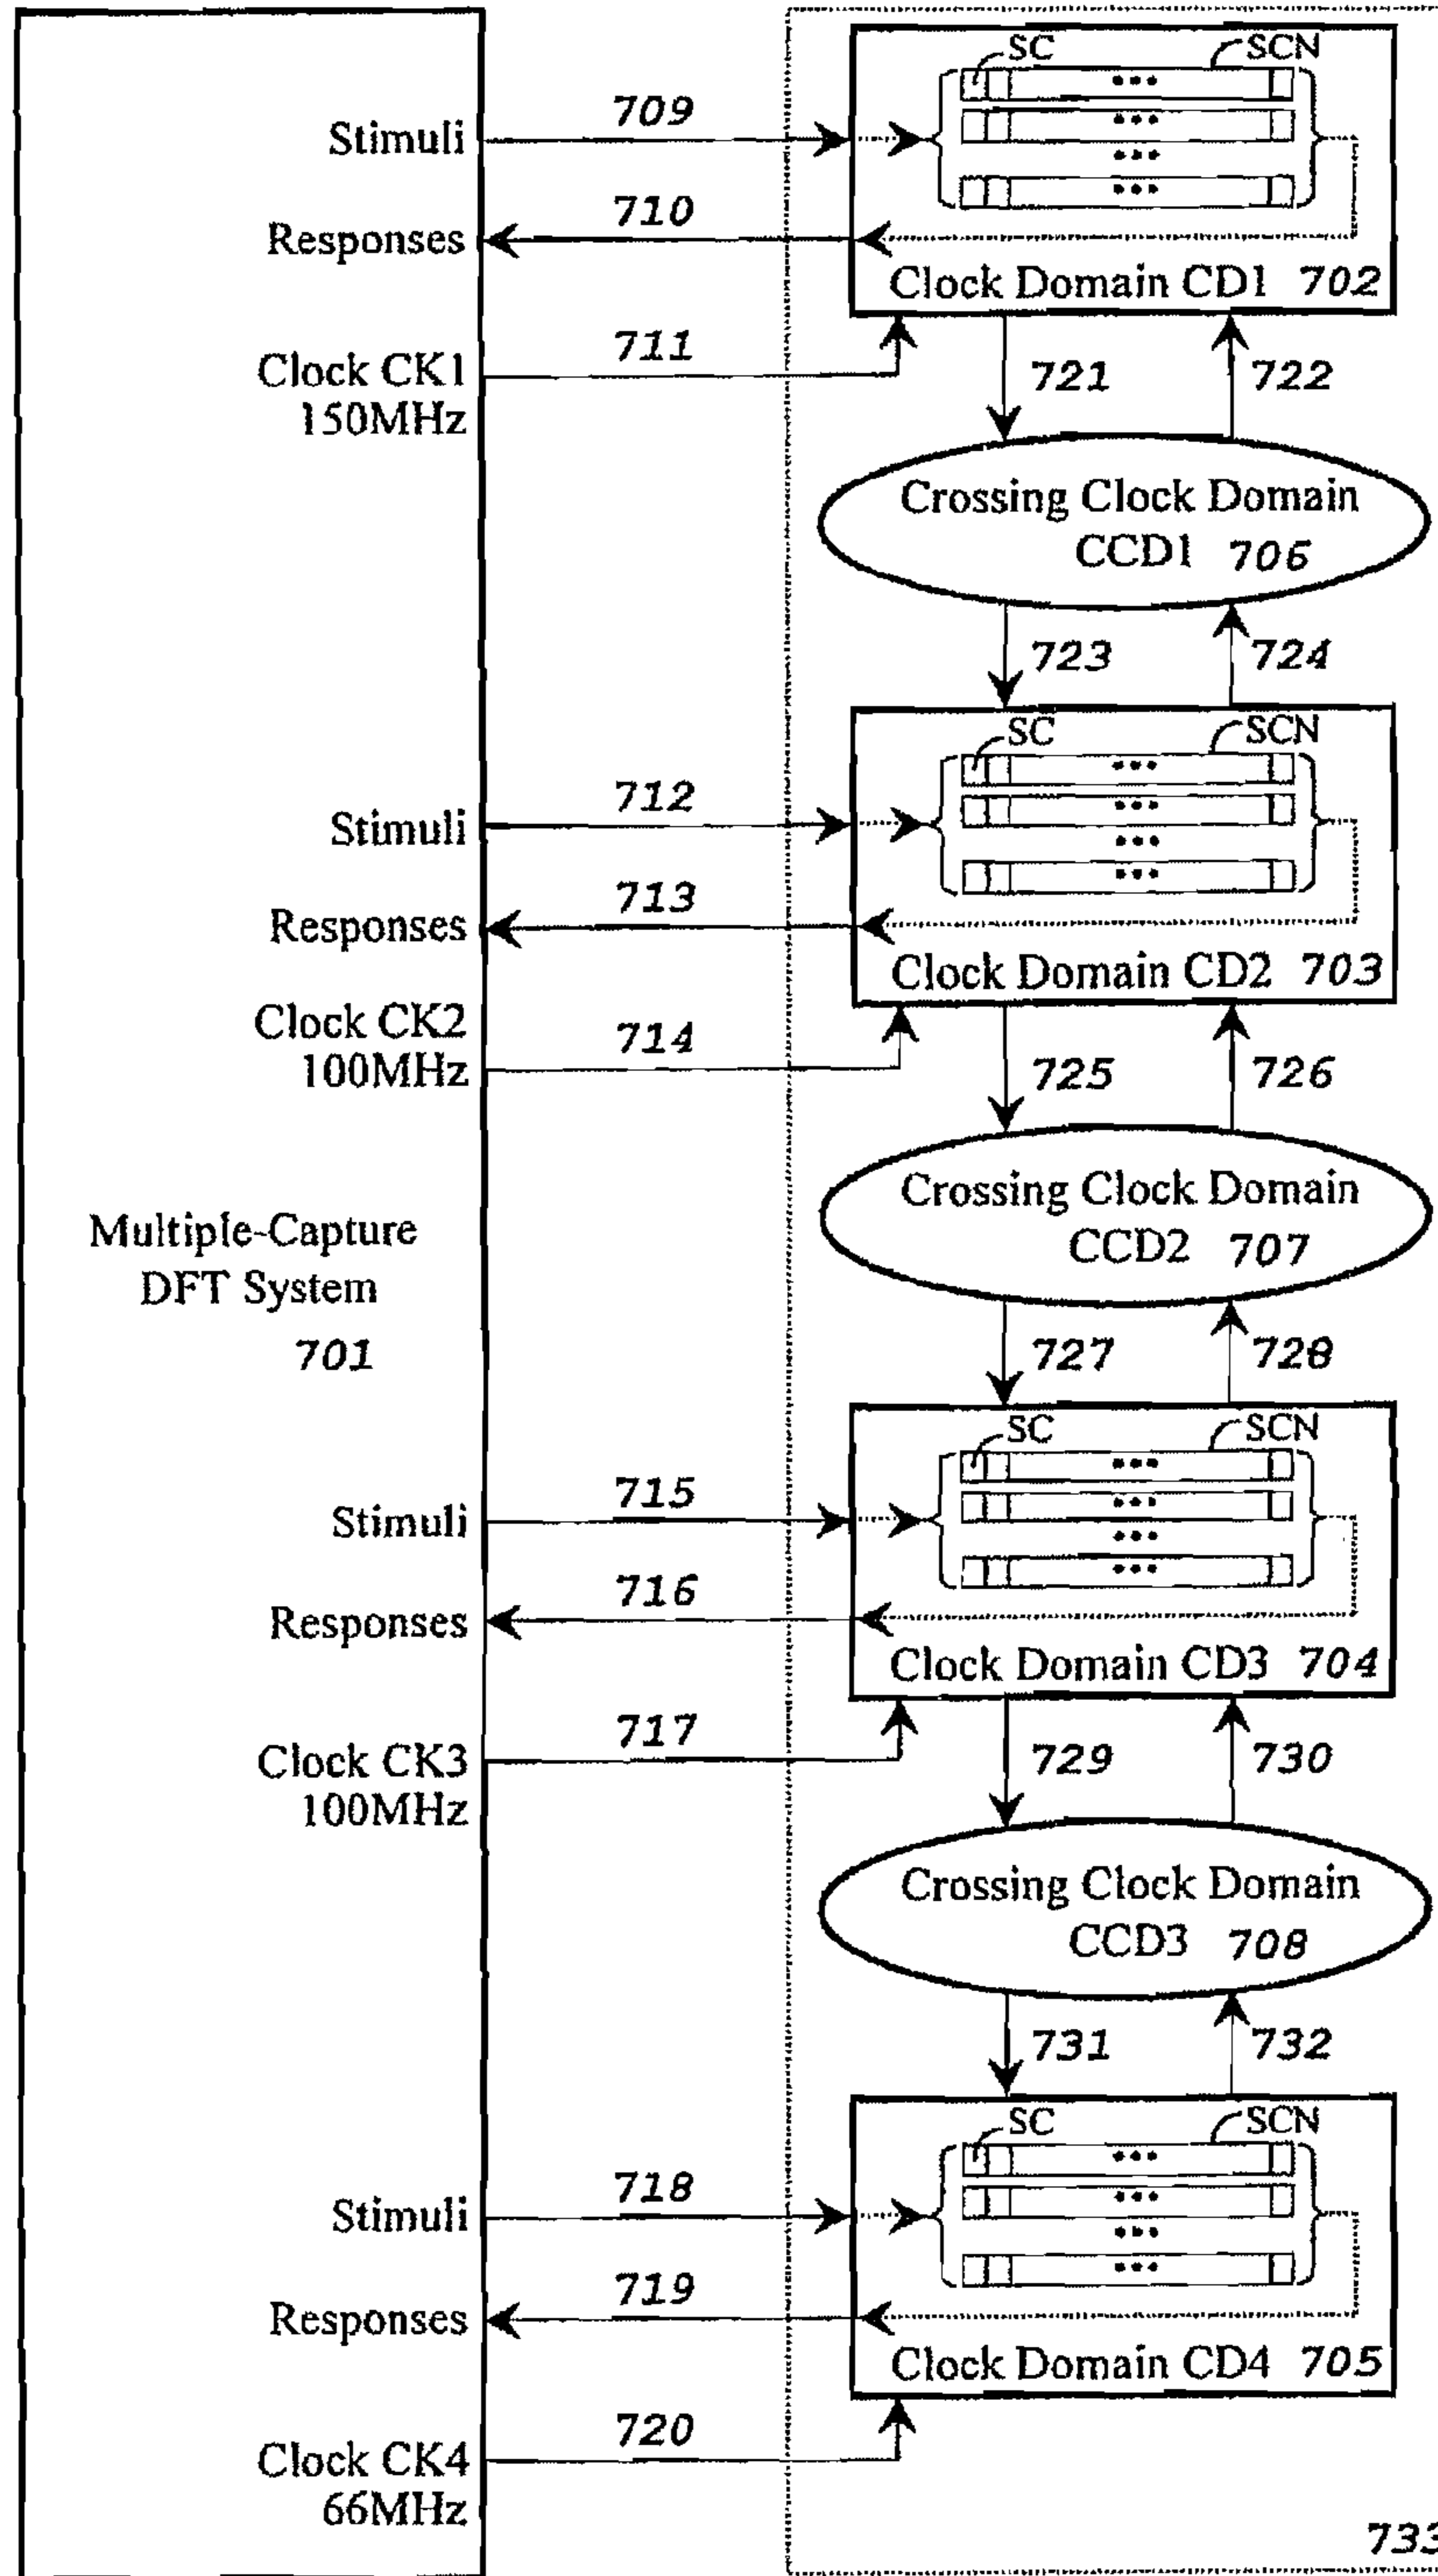 SC SCN
709
Stimuli
710
Responses
Clock Domain CD1 702
711
Clock CK1
150MHz
721 722
Crossing Clock Domain
CCD1 706
723 724
SC SCN
712
Stimuli
713
Responses
Clock Domain CD2 703
Clock CK2
714
100MHz
725 726
Crossing Clock Domain
CCD2 707
Multiple-Capture
DFT System
701
727 728
SC SCN
715
Stimuli
716
Responses
Clock Domain CD3 704
717
Clock CK3
100MHz
729 730
Crossing Clock Domain
CCD3 708
731 732
SC SCN
718
Stimuli
719
Responses
Clock Domain CD4 705
720
Clock CK4
66MHz
733